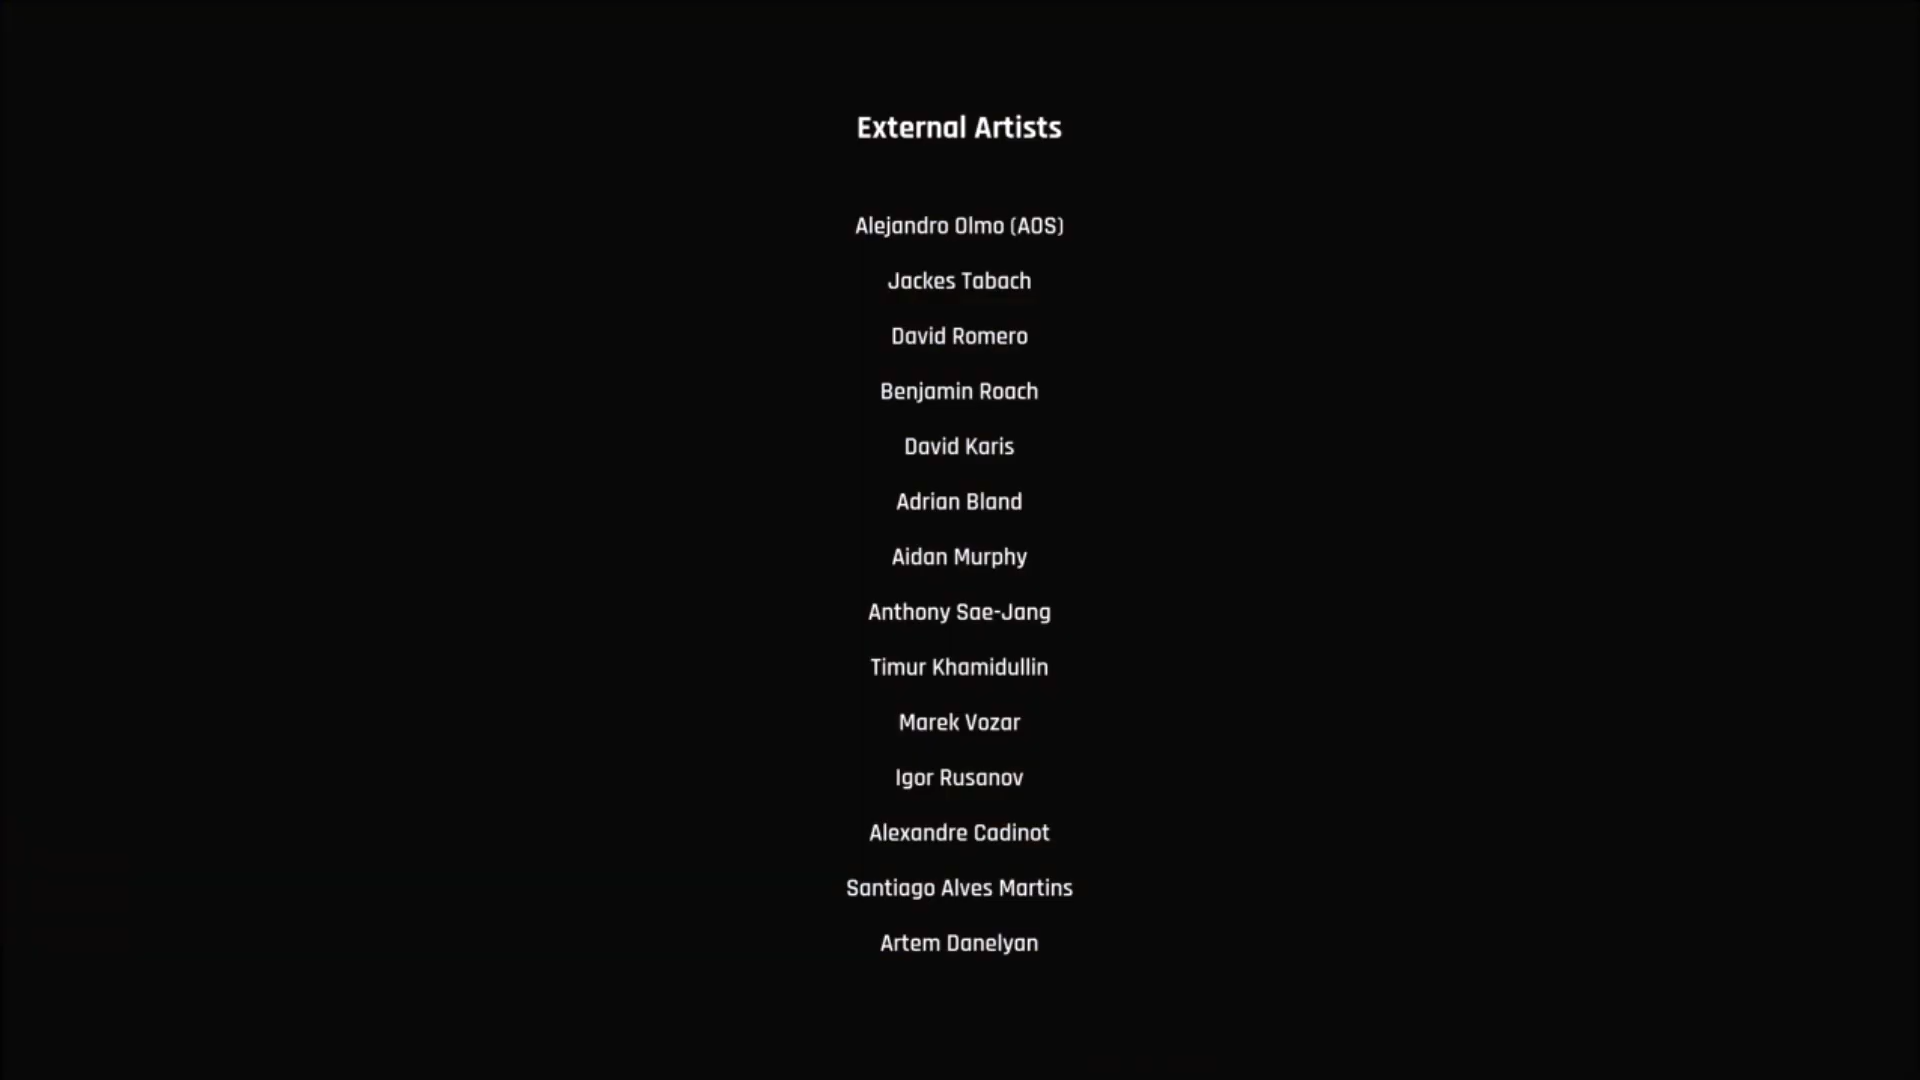 External Artists
Alejandro Olmo (AOS)
Jackes Tabach
David Romero
Benjamin Roach
David Karis
Adrian Bland
Aidan Murphy
Anthony Sae-Jang
Timur Khamidullin
Marek Vozar
Igor Rusanov
Alexandre Cadinot
Santiago Alves Martins
Artem Danelyan